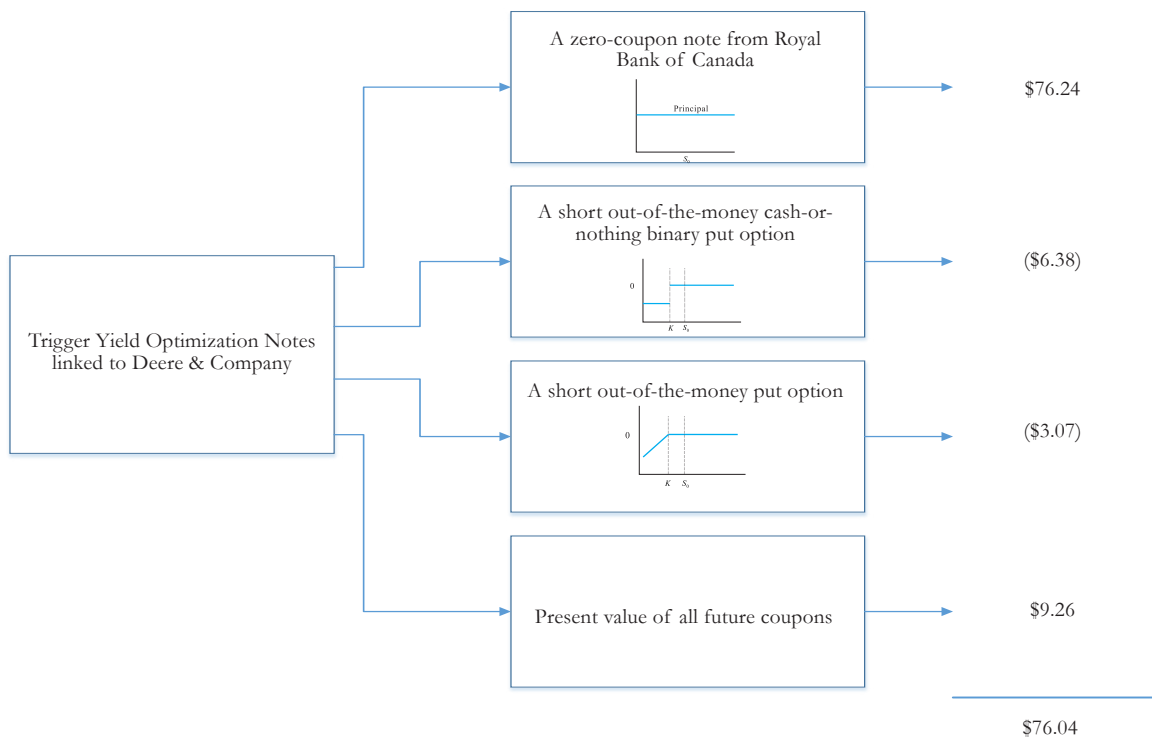 A zero-coupon note from Royal
Bank of Canada
Principal
S₀
$76.24
A short out-of-the-money cash-or-
nothing binary put option
0
K
S₀
($6.38)
Trigger Yield Optimization Notes
linked to Deere & Company
A short out-of-the-money put option
0
K
S₀
($3.07)
Present value of all future coupons
$9.26
$76.04